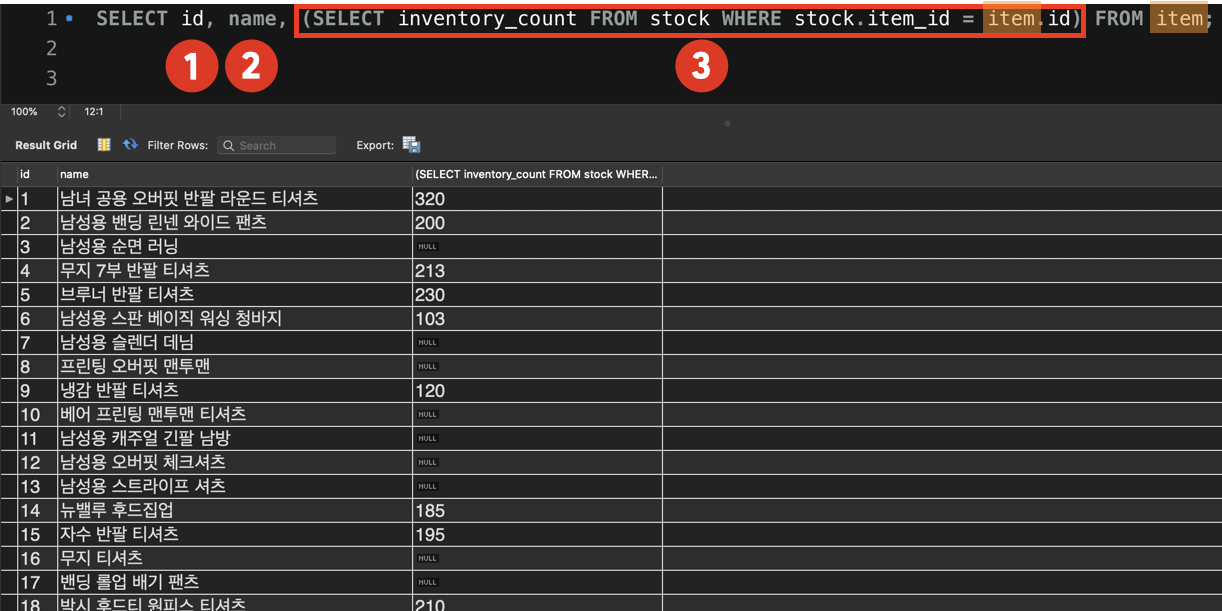 1 SELECT id, name, (SELECT inventory_count FROM stock WHERE stock.item_id = item.id) FROM item;
2
3
1 2 3
100% 12:1
Result Grid Filter Rows: Search Export:
id name (SELECT inventory_count FROM stock WHER...
1 남녀 공용 오버핏 반팔 라운드 티셔츠 320
2 남성용 밴딩 린넨 와이드 팬츠 200
3 남성용 순면 러닝 NULL
4 무지 7부 반팔 티셔츠 213
5 브루너 반팔 티셔츠 230
6 남성용 스판 베이직 워싱 청바지 103
7 남성용 슬렌더 데님 NULL
8 프린팅 오버핏 맨투맨 NULL
9 냉감 반팔 티셔츠 120
10 베어 프린팅 맨투맨 티셔츠 NULL
11 남성용 캐주얼 긴팔 남방 NULL
12 남성용 오버핏 체크셔츠 NULL
13 남성용 스트라이프 셔츠 NULL
14 뉴밸루 후드집업 185
15 자수 반팔 티셔츠 195
16 무지 티셔츠 NULL
17 밴딩 롤업 배기 팬츠 NULL
18 박시 후드티 원피스 티셔츠 210